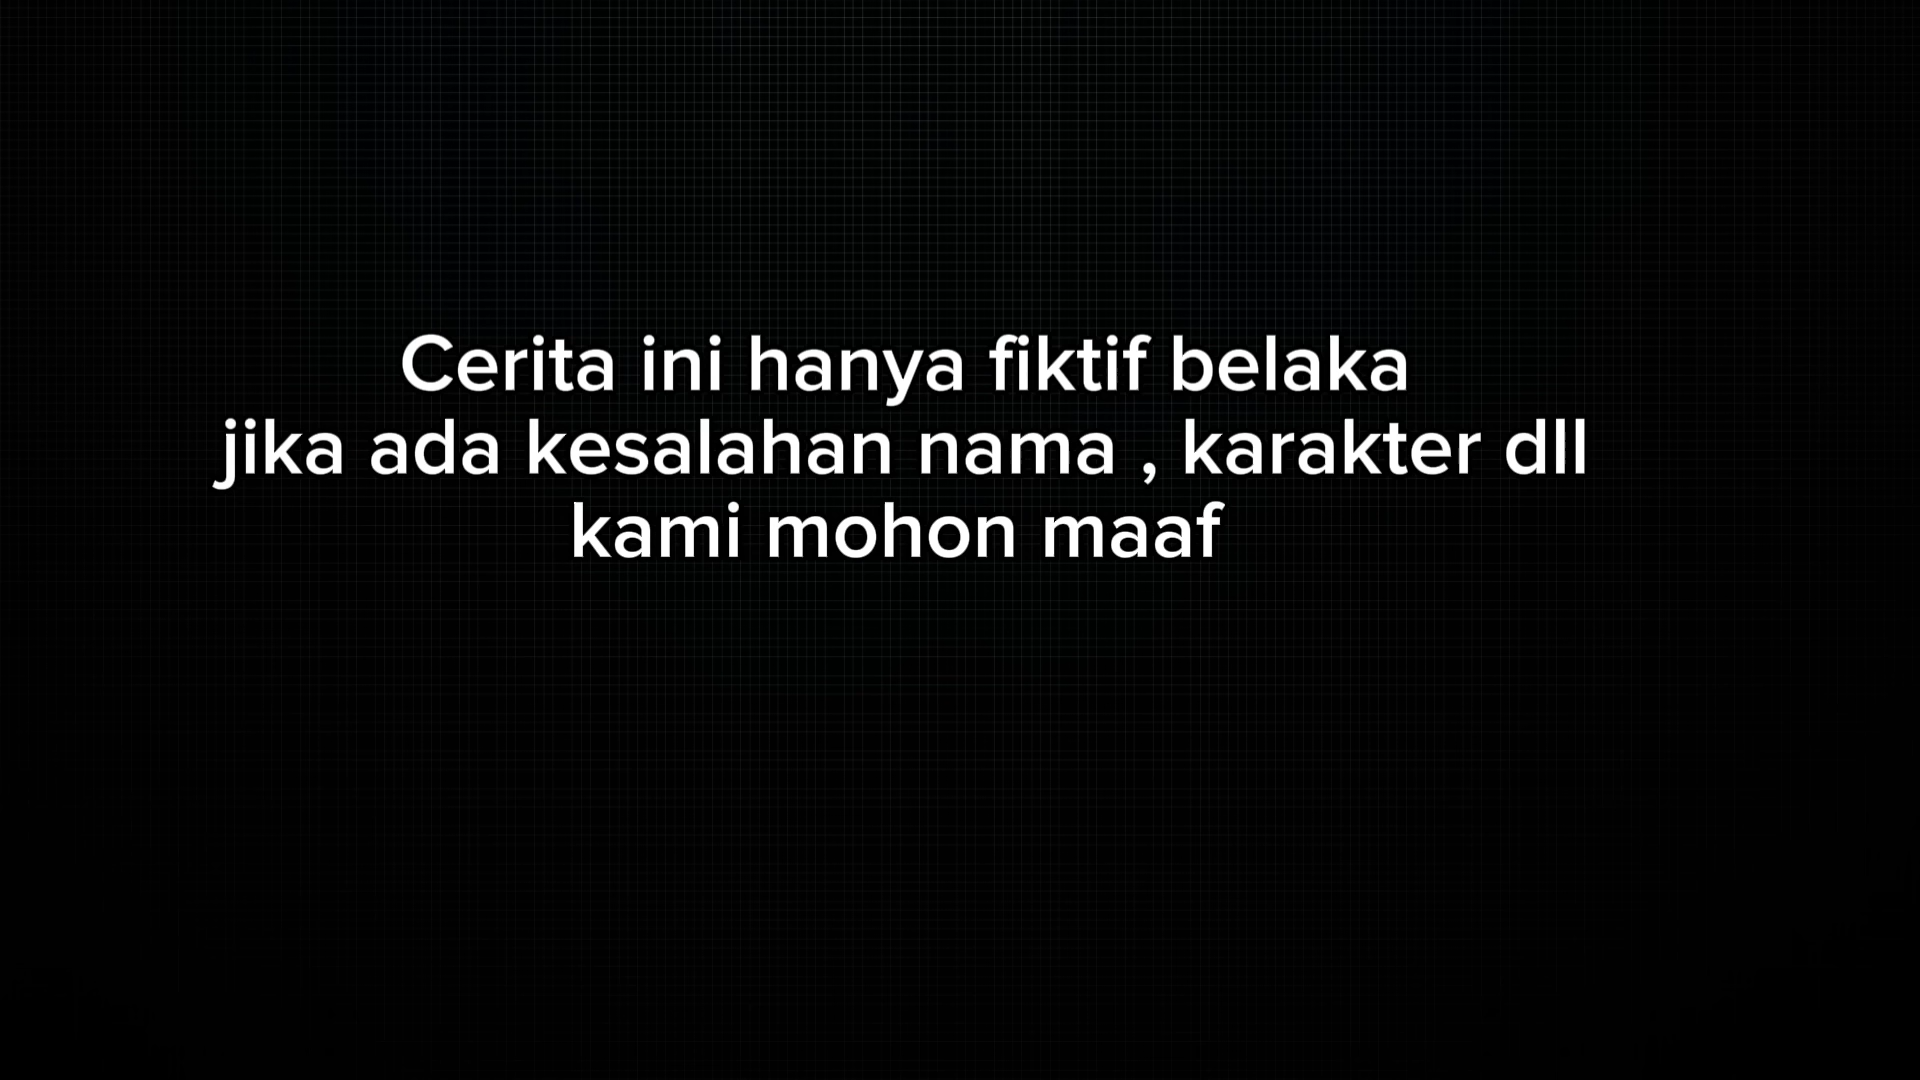 Cerita ini hanya fiktif belaka
jika ada kesalahan nama , karakter dll
kami mohon maaf